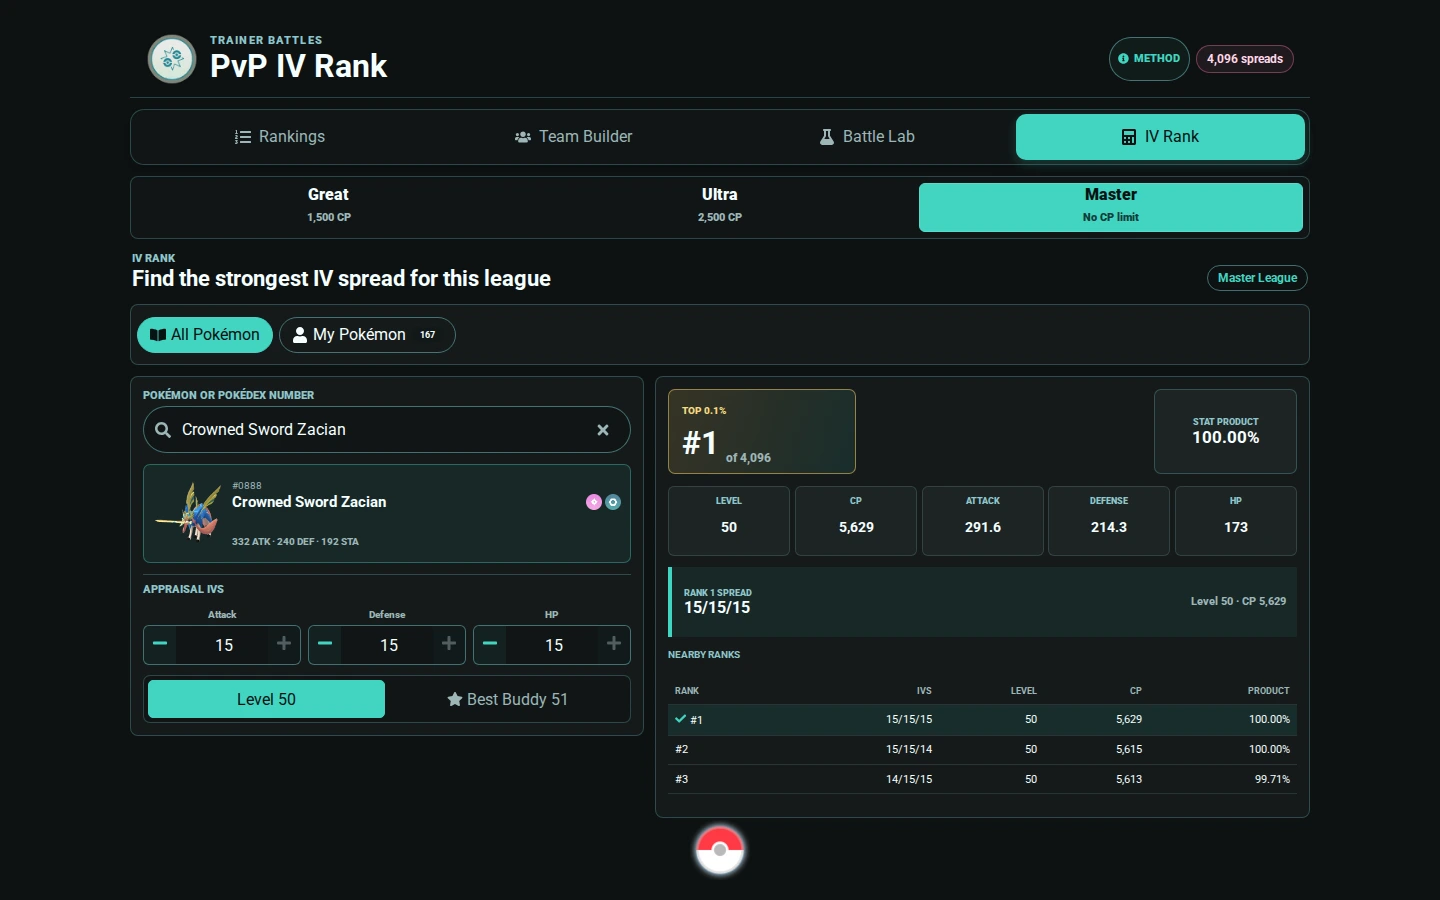 TRAINER BATTLES
PvP IV Rank
METHOD
4,096 spreads
Rankings
Team Builder
Battle Lab
IV Rank
Great
1,500 CP
Ultra
2,500 CP
Master
No CP limit
IV RANK
Find the strongest IV spread for this league
Master League
All Pokémon
My Pokémon 167
POKÉMON OR POKÉDEX NUMBER
Crowned Sword Zacian
#0888
Crowned Sword Zacian
332 ATK · 240 DEF · 192 STA
APPRAISAL IVS
Attack
Defense
HP
15
15
15
Level 50
Best Buddy 51
TOP 0.1%
#1 of 4,096
STAT PRODUCT
100.00%
LEVEL
50
CP
5,629
ATTACK
291.6
DEFENSE
214.3
HP
173
RANK 1 SPREAD
15/15/15
Level 50 · CP 5,629
NEARBY RANKS
RANK IVS LEVEL CP PRODUCT
#1 15/15/15 50 5,629 100.00%
#2 15/15/14 50 5,615 100.00%
#3 14/15/15 50 5,613 99.71%